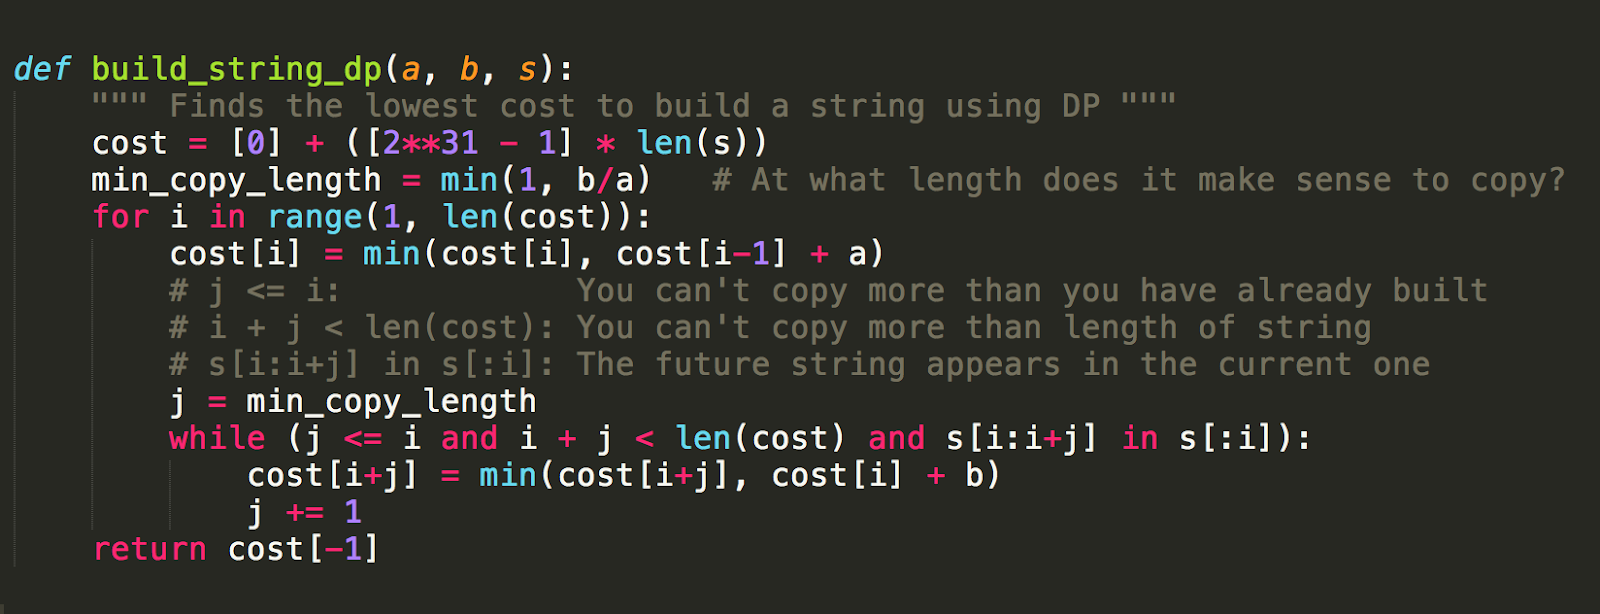 def build_string_dp(a, b, s):
    """ Finds the lowest cost to build a string using DP """
    cost = [0] + ([2**31 - 1] * len(s))
    min_copy_length = min(1, b/a)   # At what length does it make sense to copy?
    for i in range(1, len(cost)):
        cost[i] = min(cost[i], cost[i-1] + a)
        # j <= i:            You can't copy more than you have already built
        # i + j < len(cost): You can't copy more than length of string
        # s[i:i+j] in s[:i]: The future string appears in the current one
        j = min_copy_length
        while (j <= i and i + j < len(cost) and s[i:i+j] in s[:i]):
            cost[i+j] = min(cost[i+j], cost[i] + b)
            j += 1
    return cost[-1]